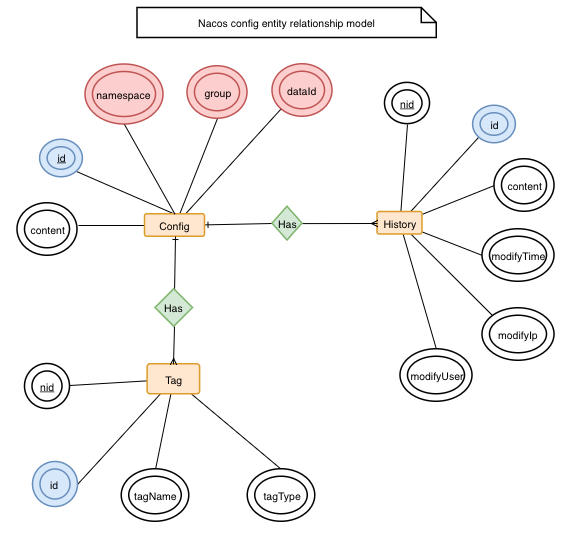 Nacos config entity relationship model
namespace
group
dataId
nid
id
id
content
content
Config
Has
History
modifyTime
Has
modifyIp
modifyUser
Tag
nid
id
tagName
tagType